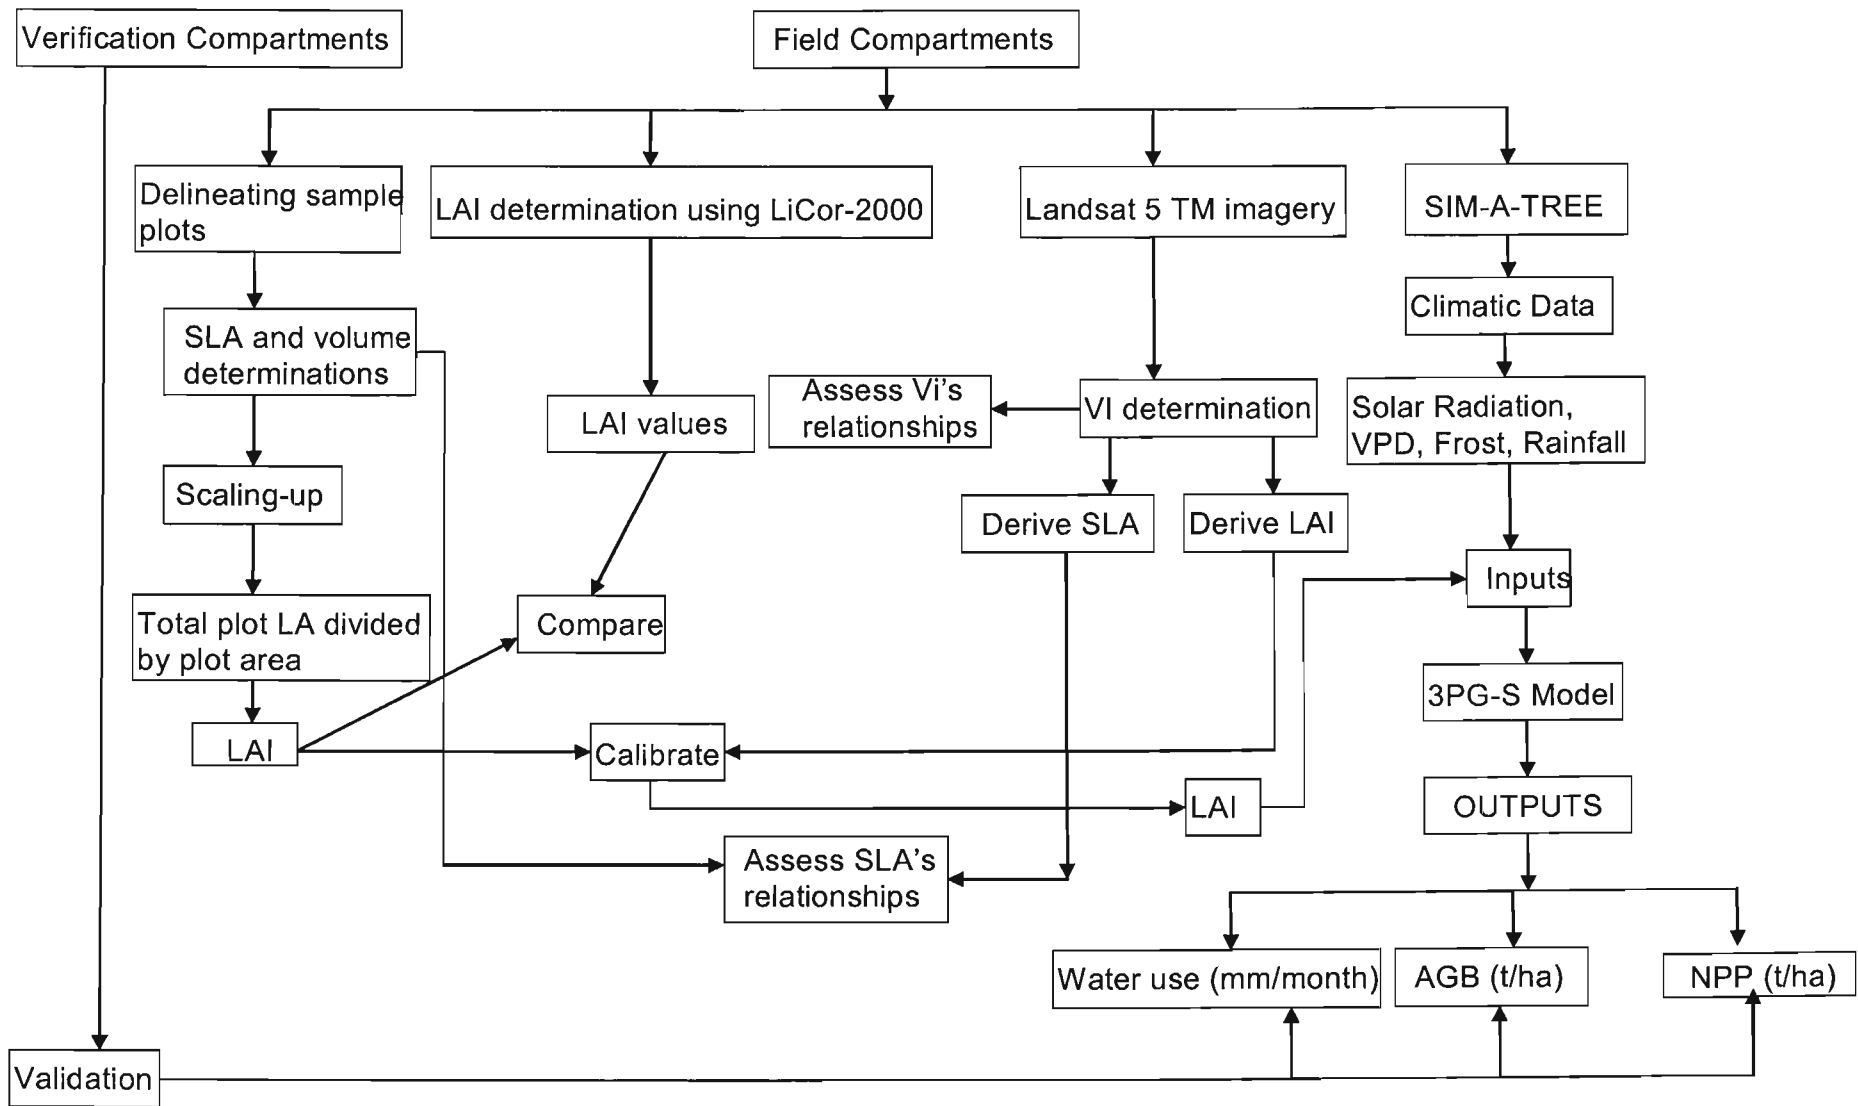 Verification Compartments
Field Compartments
Delineating sample
plots
LAI determination using LiCor-2000
Landsat 5 TM imagery
SIM-A-TREE
Climatic Data
SLA and volume
determinations
Assess Vi's
relationships
VI determination
Solar Radiation,
VPD, Frost, Rainfall
LAI values
Scaling-up
Derive SLA
Derive LAI
Inputs
Total plot LA divided
by plot area
Compare
3PG-S Model
LAI
Calibrate
LAI
OUTPUTS
Assess SLA's
relationships
Water use (mm/month)
AGB (t/ha)
NPP (t/ha)
Validation